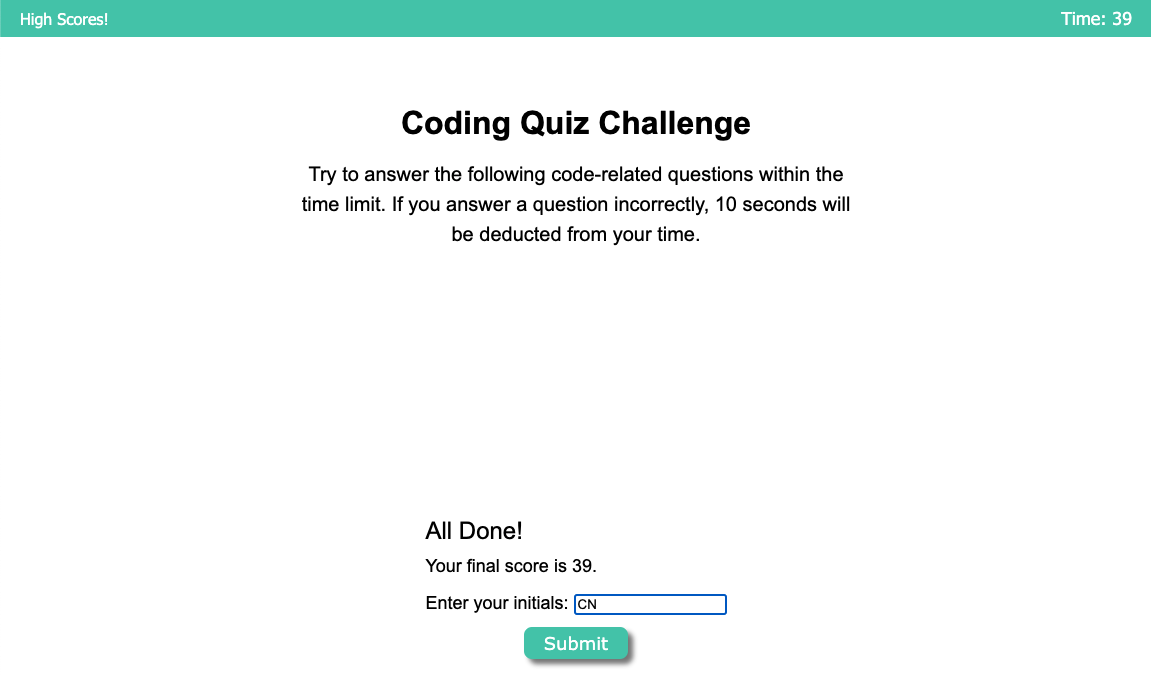 High Scores!
Time: 39
Coding Quiz Challenge
Try to answer the following code-related questions within the
time limit. If you answer a question incorrectly, 10 seconds will
be deducted from your time.
All Done!
Your final score is 39.
Enter your initials: CN
Submit